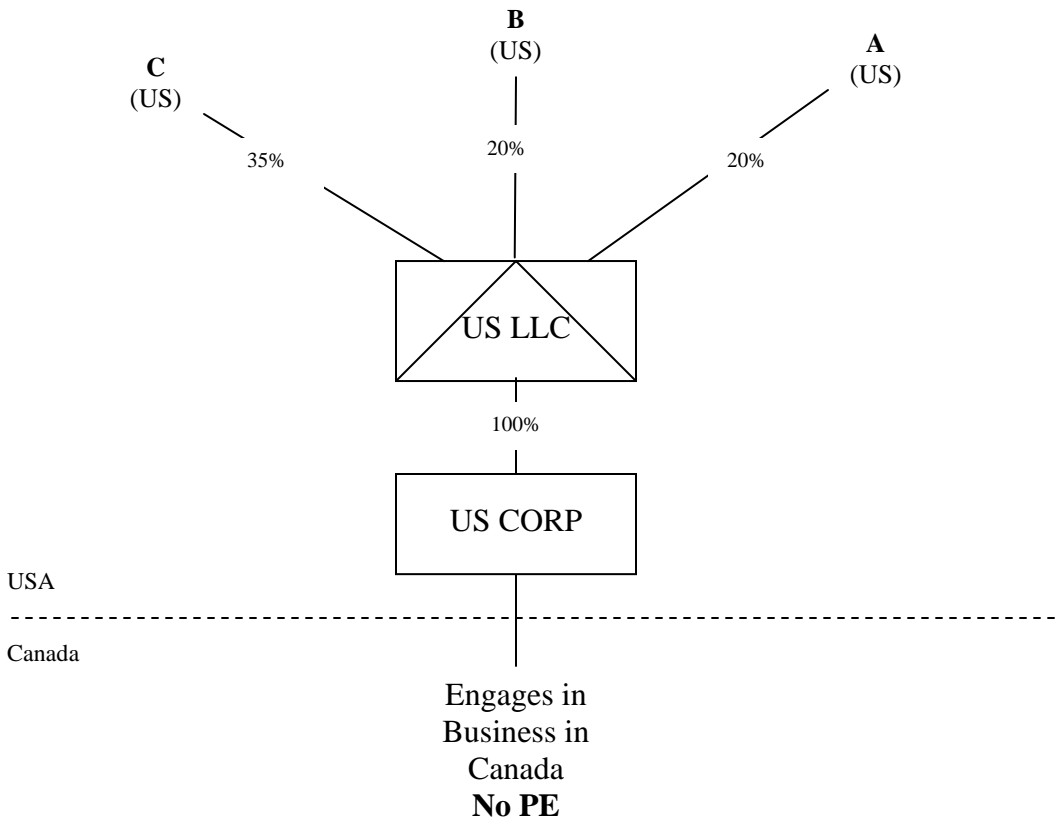 B
(US)
A
(US)
C
(US)
20%
35%
20%
US LLC
100%
US CORP
USA
Canada
Engages in
Business in
Canada
No PE